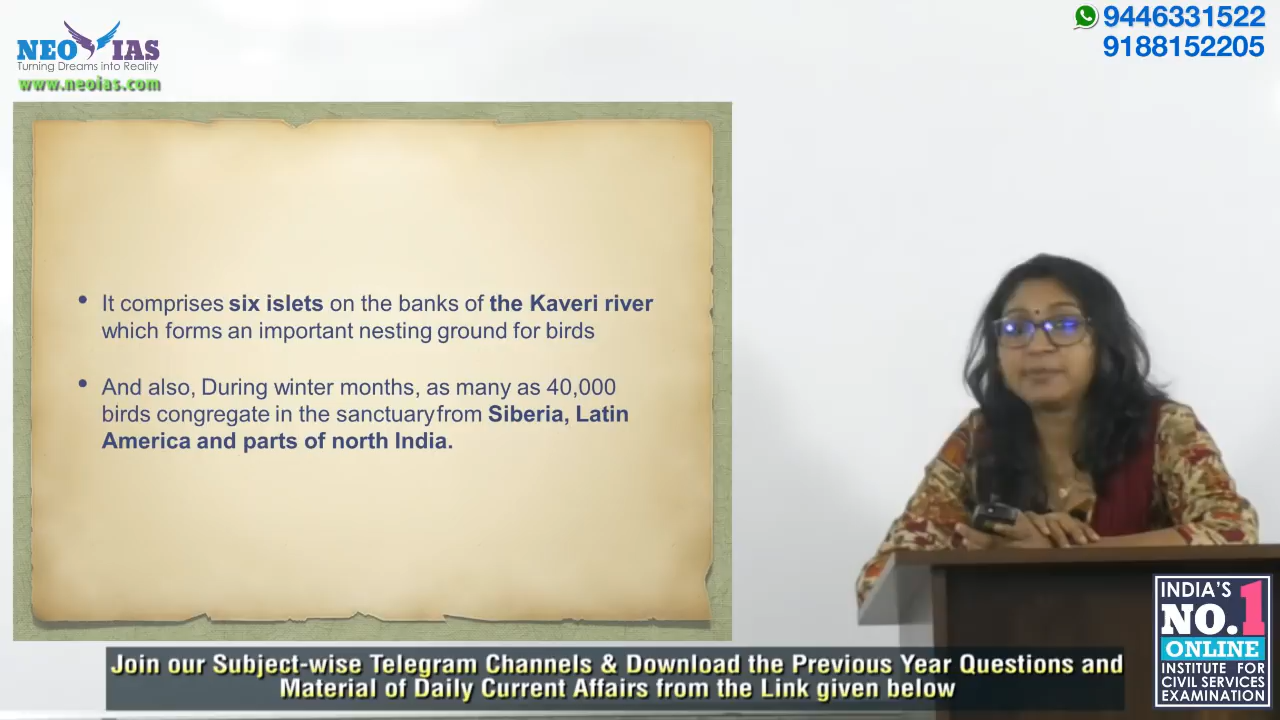 NEO IAS
Turning Dreams into Reality
www.neoias.com
9446331522
9188152205
• It comprises six islets on the banks of the Kaveri river
which forms an important nesting ground for birds
• And also, During winter months, as many as 40,000
birds congregate in the sanctuaryfrom Siberia, Latin
America and parts of north India.
INDIA'S
NO.1
ONLINE
INSTITUTE FOR
CIVIL SERVICES
EXAMINATION
Join our Subject-wise Telegram Channels & Download the Previous Year Questions and
Material of Daily Current Affairs from the Link given below